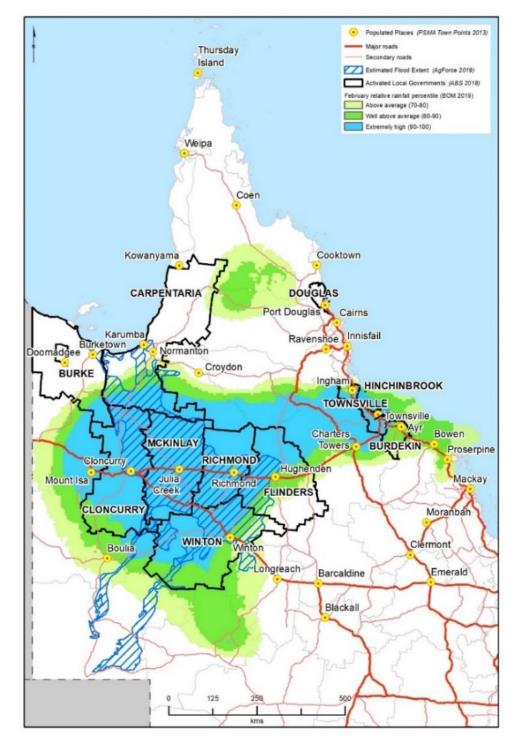 Populated Places (PSMA Town Points 2013)
Major roads
Secondary roads
Estimated Flood Extent (AgForce 2019)
Activated Local Governments (ABS 2018)
February relative rainfall percentile (BOM 2019)
Above average (70-80)
Well above average (80-90)
Extremely high (90-100)
Thursday
Island
Weipa
Coen
Kowanyama
Cooktown
CARPENTARIA
DOUGLAS
Port Douglas
Cairns
Karumba
Innisfail
Burketown
Ravenshoe
Doomadgee
Normanton
BURKE
Croydon
Ingham
HINCHINBROOK
TOWNSVILLE
Townsville
Ayr
Bowen
MCKINLAY
Charters
Towers
BURDEKIN
Proserpine
Cloncurry
RICHMOND
Hughenden
Mackay
Mount Isa
Julia
Creek
Richmond
FLINDERS
CLONCURRY
Moranbah
WINTON
Winton
Boulia
Clermont
Longreach
Barcaldine
Emerald
Blackall
0 125 250 500
kms